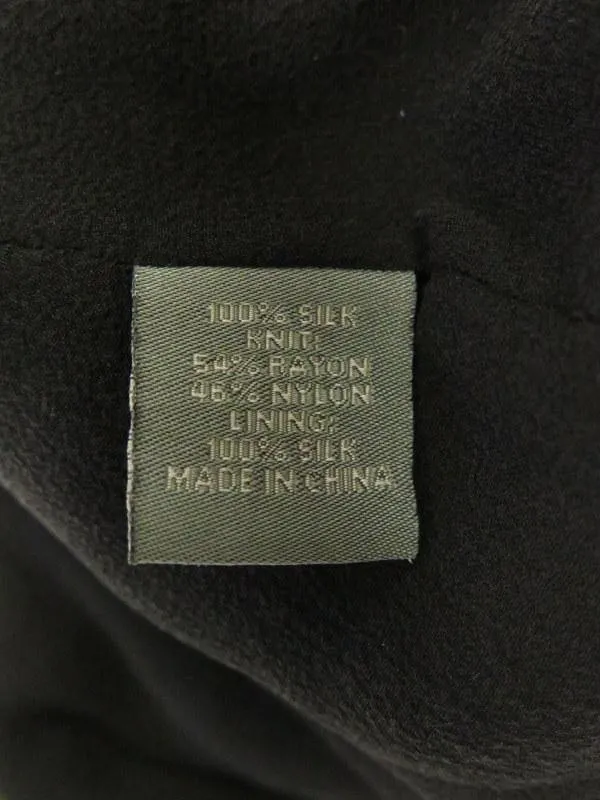 100% SILK
KNIT:
54% RAYON
46% NYLON
LINING:
100% SILK
MADE IN CHINA